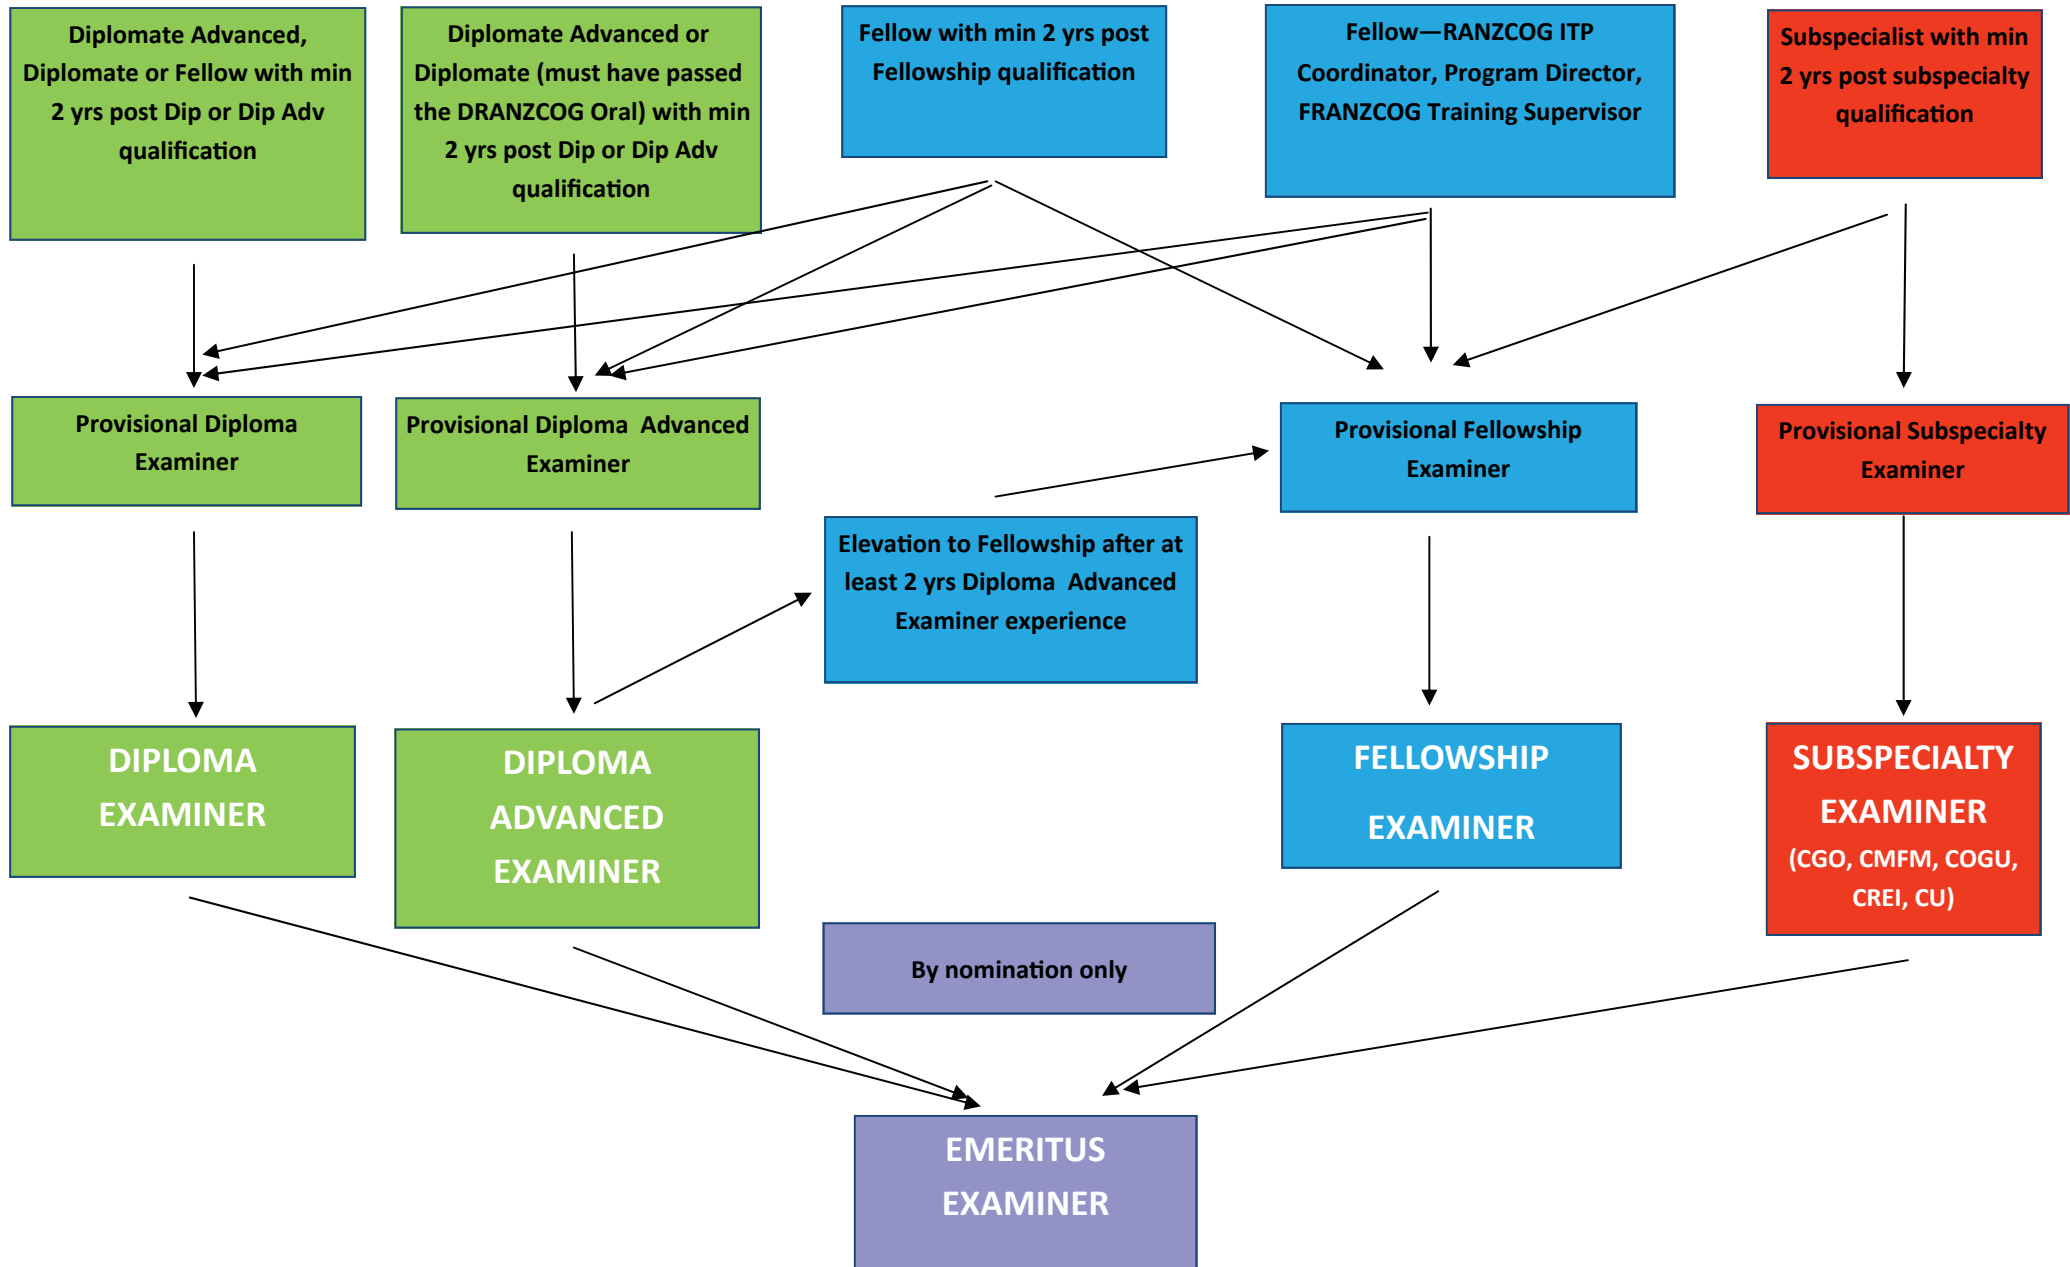 Diplomate Advanced,
Diplomate or Fellow with min
2 yrs post Dip or Dip Adv
qualification
Diplomate Advanced or
Diplomate (must have passed
the DRANZCOG Oral) with min
2 yrs post Dip or Dip Adv
qualification
Fellow with min 2 yrs post
Fellowship qualification
Fellow—RANZCOG ITP
Coordinator, Program Director,
FRANZCOG Training Supervisor
Subspecialist with min
2 yrs post subspecialty
qualification
Provisional Diploma
Examiner
Provisional Diploma Advanced
Examiner
Provisional Fellowship
Examiner
Provisional Subspecialty
Examiner
Elevation to Fellowship after at
least 2 yrs Diploma Advanced
Examiner experience
DIPLOMA
EXAMINER
DIPLOMA
ADVANCED
EXAMINER
FELLOWSHIP
EXAMINER
SUBSPECIALTY
EXAMINER
(CGO, CMFM, COGU,
CREI, CU)
By nomination only
EMERITUS
EXAMINER